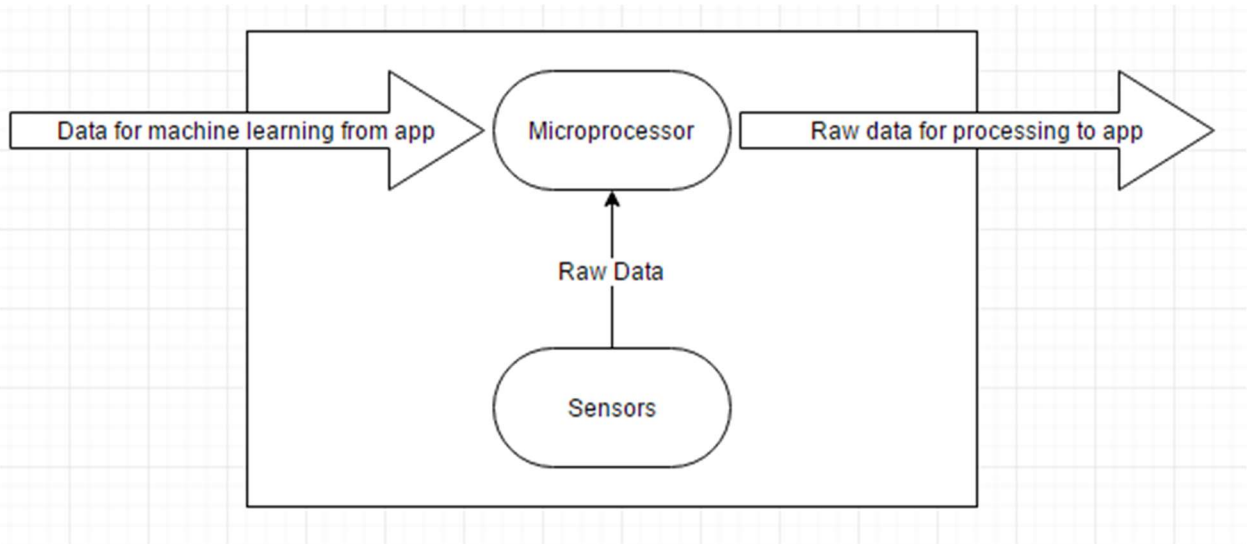 Data for machine learning from app
Microprocessor
Raw data for processing to app
Raw Data
Sensors